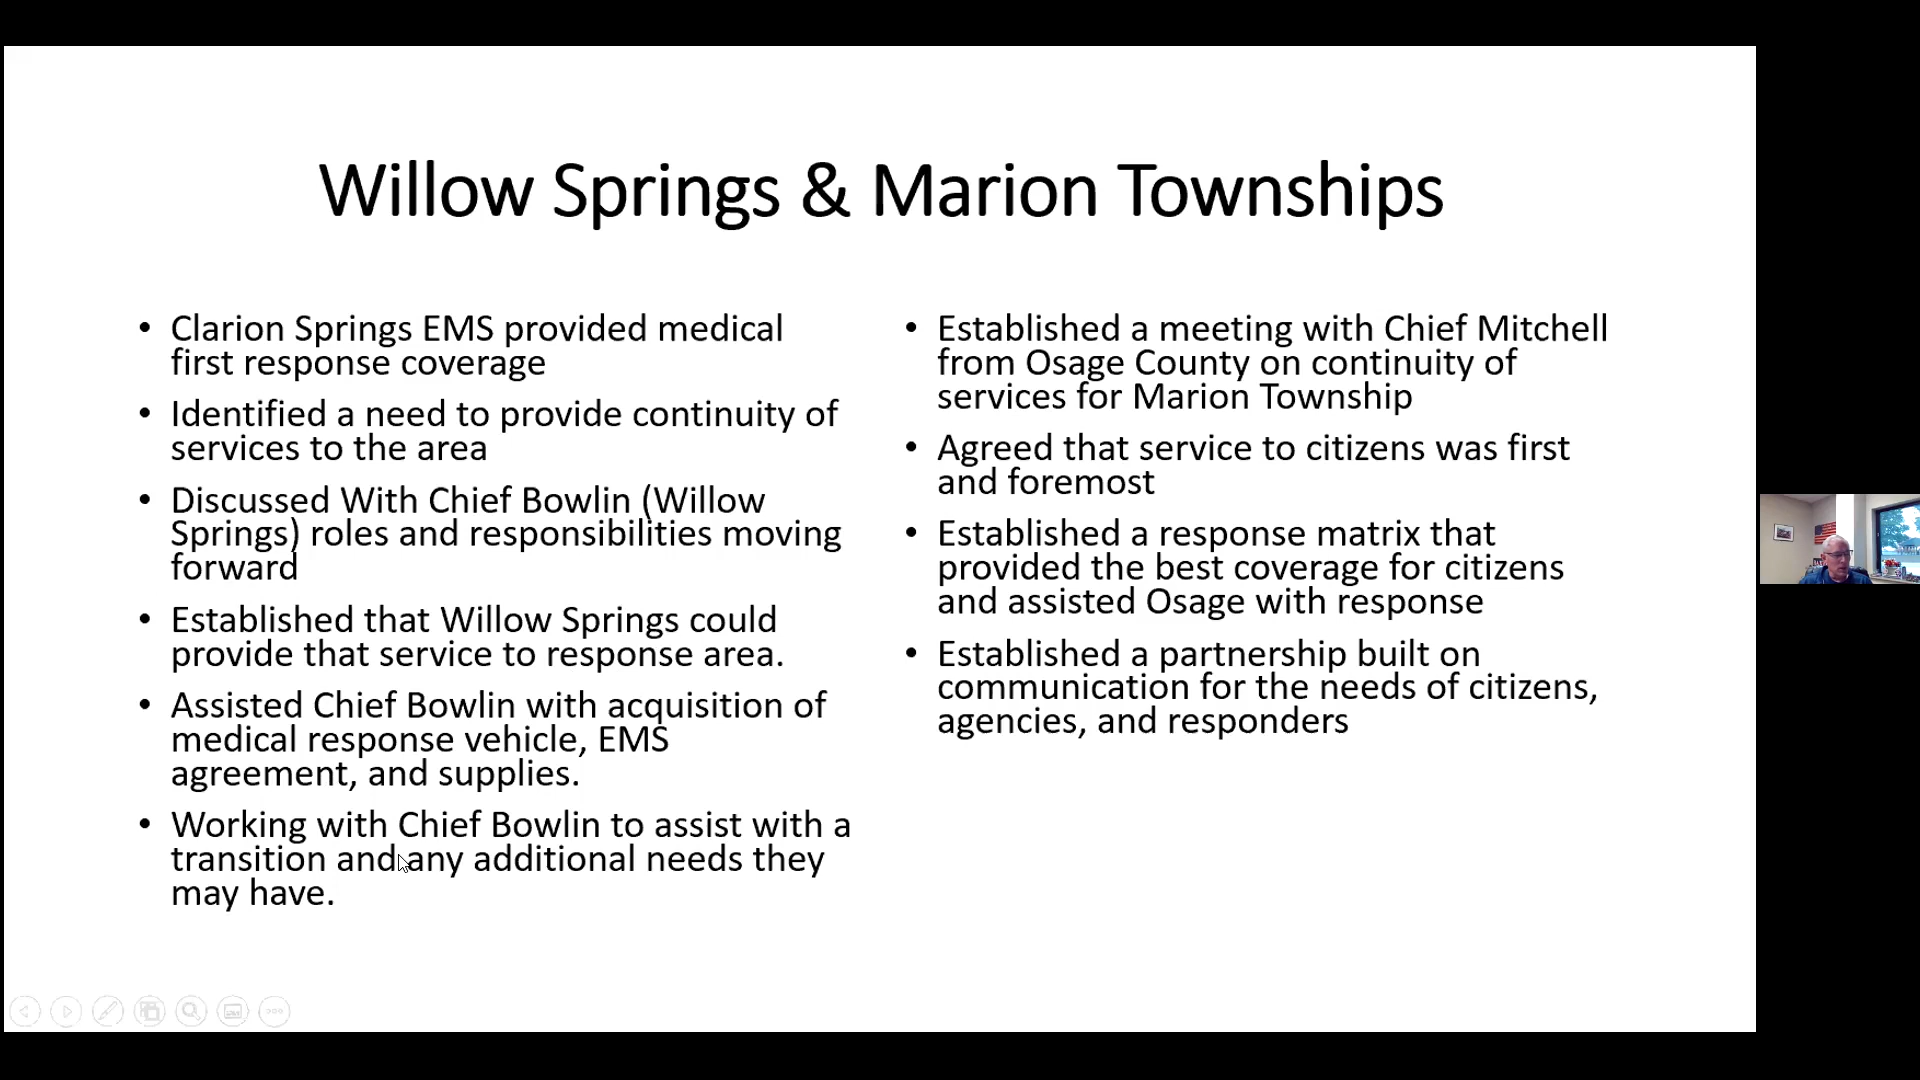 Willow Springs & Marion Townships
• Clarion Springs EMS provided medical
first response coverage
• Identified a need to provide continuity of
services to the area
• Discussed With Chief Bowlin (Willow
Springs) roles and responsibilities moving
forward
• Established that Willow Springs could
provide that service to response area.
• Assisted Chief Bowlin with acquisition of
medical response vehicle, EMS
agreement, and supplies.
• Working with Chief Bowlin to assist with a
transition and any additional needs they
may have.
• Established a meeting with Chief Mitchell
from Osage County on continuity of
services for Marion Township
• Agreed that service to citizens was first
and foremost
• Established a response matrix that
provided the best coverage for citizens
and assisted Osage with response
• Established a partnership built on
communication for the needs of citizens,
agencies, and responders